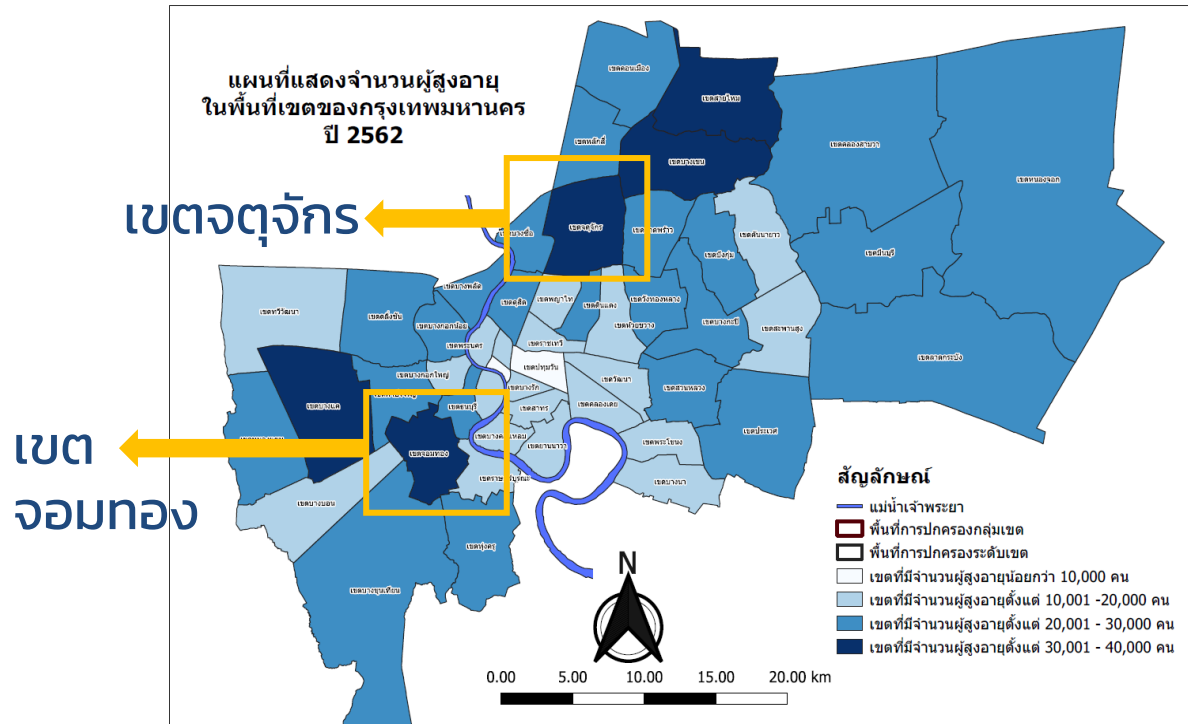 แผนที่แสดงจำนวนผู้สูงอายุ
ในพื้นที่เขตของกรุงเทพมหานคร
ปี 2562
เขตจตุจักร
เขต
จอมทอง
เขตดอนเมือง
เขตสายไหม
เขตหลักสี่
เขตบางเขน
เขตคลองสามวา
เขตหนองจอก
เขตจตุจักร
เขตบึงกุ่ม
เขตคันนายาว
เขตมีนบุรี
เขตบางพลัด
เขตดุสิต
เขตพญาไท
เขตดินแดง
เขตวังทองหลาง
เขตทวีวัฒนา
เขตตลิ่งชัน
เขตบางกอกน้อย
เขตพระนคร
เขตราชเทวี
เขตห้วยขวาง
เขตบางกะปิ
เขตสะพานสูง
เขตลาดกระบัง
เขตบางกอกใหญ่
เขตปทุมวัน
เขตบางรัก
เขตวัฒนา
เขตสวนหลวง
เขตบางแค
เขตธนบุรี
เขตสาทร
เขตคลองเตย
เขตประเวศ
เขตยานนาวา
เขตพระโขนง
เขตจอมทอง
เขตบางนา
เขตบางบอน
เขตทุ่งครุ
เขตบางขุนเทียน
สัญลักษณ์
แม่น้ำเจ้าพระยา
พื้นที่การปกครองกลุ่มเขต
พื้นที่การปกครองระดับเขต
เขตที่มีจำนวนผู้สูงอายุน้อยกว่า 10,000 คน
เขตที่มีจำนวนผู้สูงอายุตั้งแต่ 10,001 -20,000 คน
เขตที่มีจำนวนผู้สูงอายุตั้งแต่ 20,001 - 30,000 คน
เขตที่มีจำนวนผู้สูงอายุตั้งแต่ 30,001 - 40,000 คน
N
0.00 5.00 10.00 15.00 20.00 km